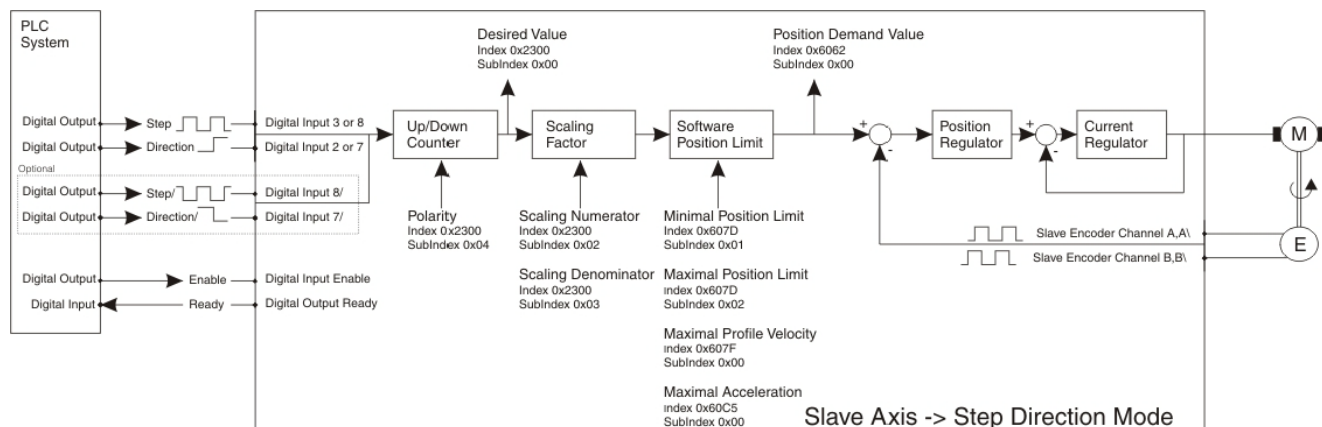 PLC
System
Digital Output
Step
Digital Input 3 or 8
Digital Output
Direction
Digital Input 2 or 7
Optional
Digital Output
Step/
Digital Input 8/
Digital Output
Direction/
Digital Input 7/
Digital Output
Enable
Digital Input Enable
Digital Input
Ready
Digital Output Ready
Up/Down
Counter
Polarity
Index 0x2300
SubIndex 0x04
Desired Value
Index 0x2300
SubIndex 0x00
Scaling
Factor
Scaling Numerator
Index 0x2300
SubIndex 0x02
Scaling Denominator
Index 0x2300
SubIndex 0x03
Software
Position Limit
Minimal Position Limit
Index 0x607D
SubIndex 0x01
Maximal Position Limit
Index 0x607D
SubIndex 0x02
Maximal Profile Velocity
Index 0x607F
SubIndex 0x00
Maximal Acceleration
Index 0x60C5
SubIndex 0x00
Position Demand Value
Index 0x6062
SubIndex 0x00
+
-
Position
Regulator
+
-
Current
Regulator
M
E
Slave Encoder Channel A,A\
Slave Encoder Channel B,B\
Slave Axis -> Step Direction Mode